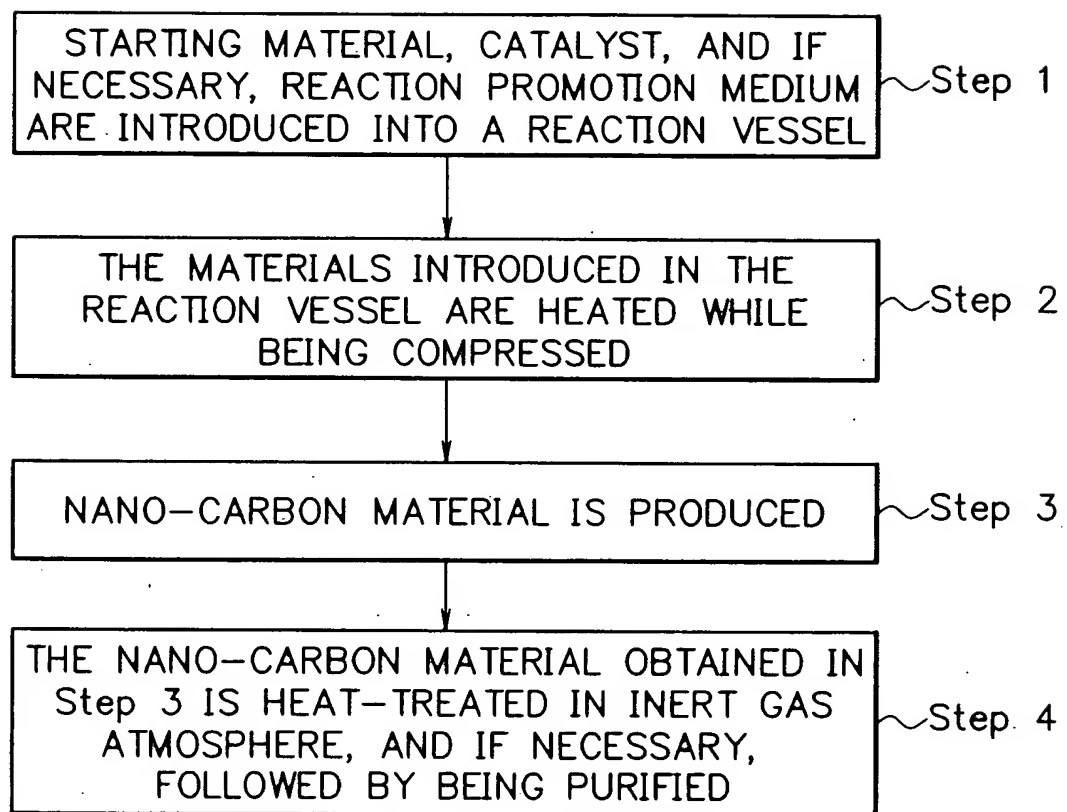 STARTING MATERIAL, CATALYST, AND IF
NECESSARY, REACTION PROMOTION MEDIUM
ARE INTRODUCED INTO A REACTION VESSEL
Step 1
THE MATERIALS INTRODUCED IN THE
REACTION VESSEL ARE HEATED WHILE
BEING COMPRESSED
Step 2
NANO-CARBON MATERIAL IS PRODUCED
Step 3
THE NANO-CARBON MATERIAL OBTAINED IN
Step 3 IS HEAT-TREATED IN INERT GAS
ATMOSPHERE, AND IF NECESSARY,
FOLLOWED BY BEING PURIFIED
Step 4